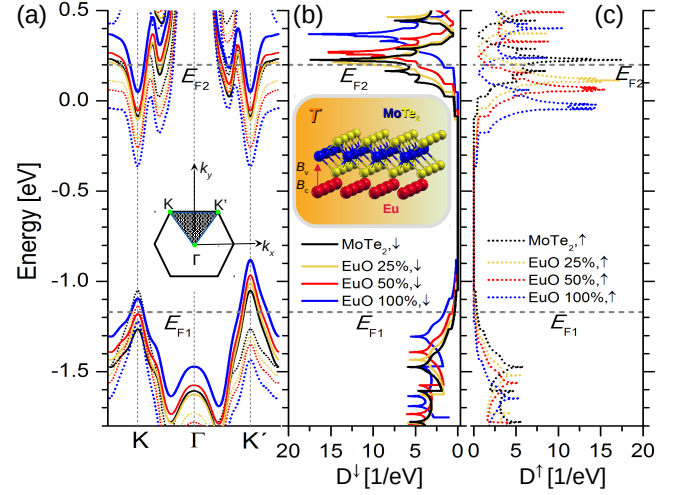 (a)
(b)
(c)
0.5
0.0
-0.5
-1.0
-1.5
Energy [eV]
E_F2
E_F2
E_F2
k_y
K
K'
Γ
k_x
T
MoTe₂
B_v
B_c
Eu
MoTe₂,↓
EuO 25%,↓
EuO 50%,↓
EuO 100%,↓
MoTe₂,↑
EuO 25%,↑
EuO 50%,↑
EuO 100%,↑
E_F1
E_F1
E_F1
K Γ K´ 20 15 10 5 0 0 5 10 15 20
D↓ [1/eV]
D↑ [1/eV]